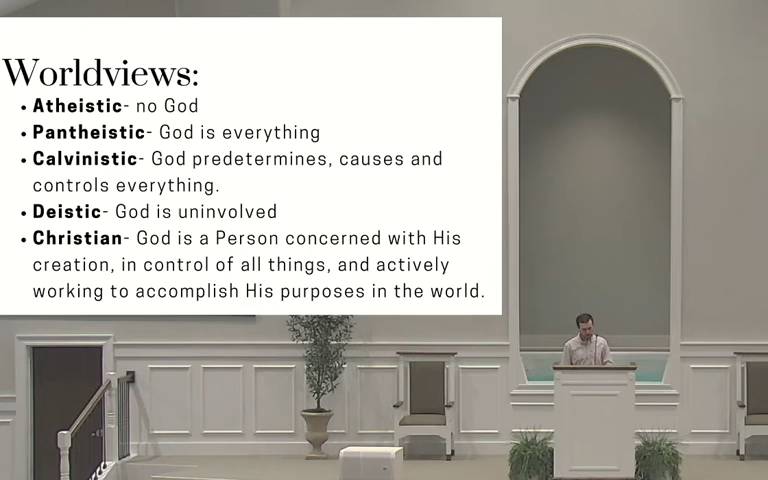 Worldviews:
• Atheistic- no God
• Pantheistic- God is everything
• Calvinistic- God predetermines, causes and
controls everything.
• Deistic- God is uninvolved
• Christian- God is a Person concerned with His
creation, in control of all things, and actively
working to accomplish His purposes in the world.